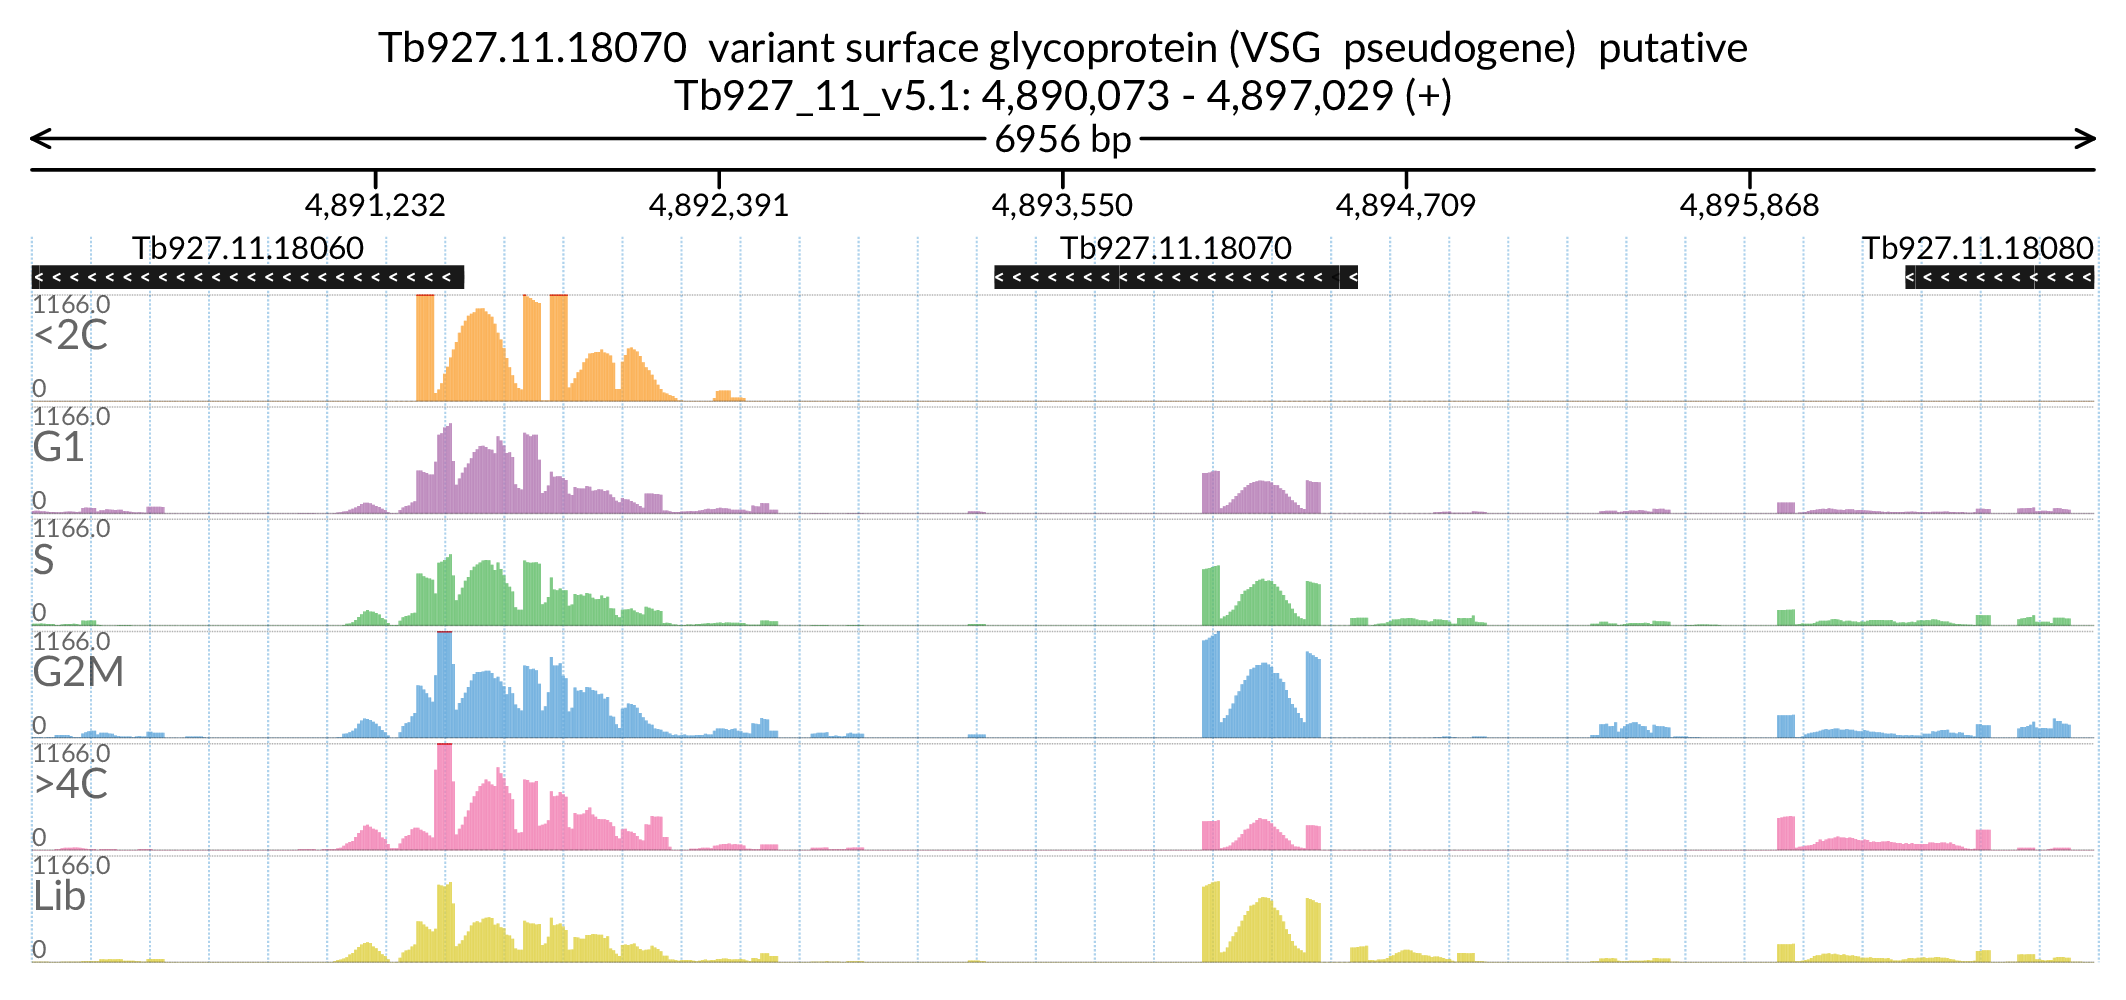 Tb927.11.18070 variant surface glycoprotein (VSG pseudogene) putative
Tb927_11_v5.1: 4,890,073 - 4,897,029 (+)
6956 bp
4,891,232 4,892,391 4,893,550 4,894,709 4,895,868
Tb927.11.18060 Tb927.11.18070 Tb927.11.18080
1166.0
<2C
0
1166.0
G1
0
1166.0
S
0
1166.0
G2M
0
1166.0
>4C
0
1166.0
Lib
0